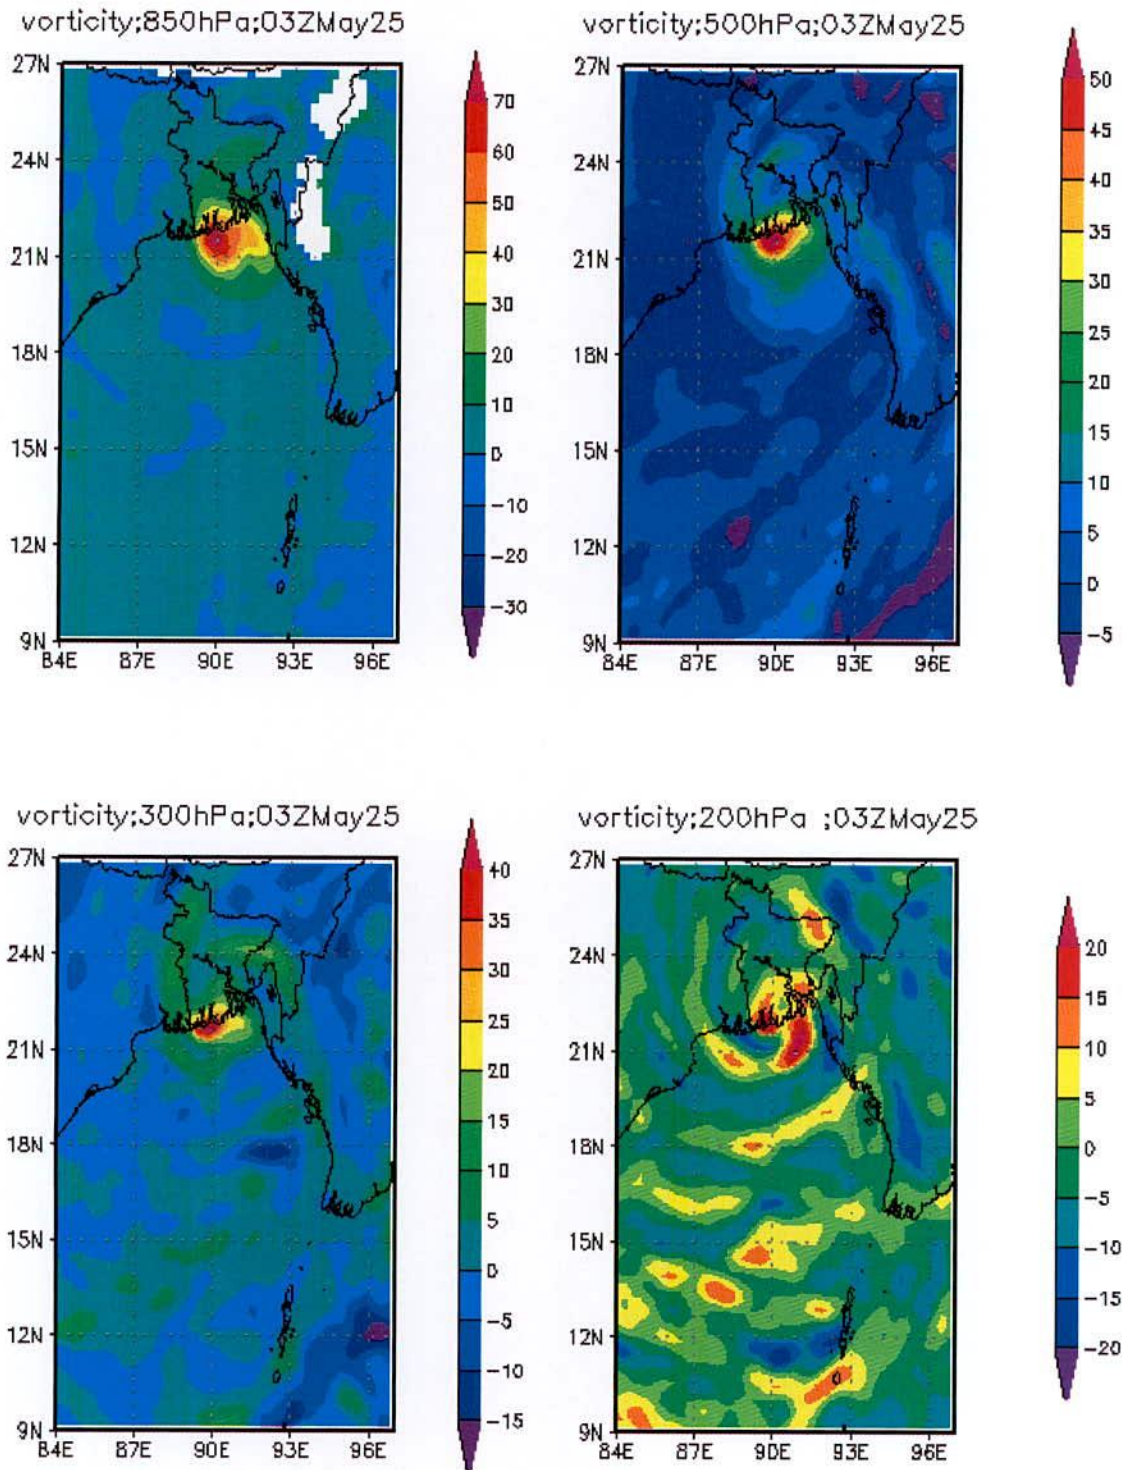 vorticity;850hPa;03ZMay25
27N
24N
21N
18N
15N
12N
9N
84E 87E 90E 93E 96E
70
60
50
40
30
20
10
0
-10
-20
-30
vorticity;500hPa;03ZMay25
27N
24N
21N
18N
15N
12N
9N
84E 87E 90E 93E 96E
50
45
40
35
30
25
20
15
10
5
0
-5
vorticity;300hPa;03ZMay25
27N
24N
21N
18N
15N
12N
9N
84E 87E 90E 93E 96E
40
35
30
25
20
15
10
5
0
-5
-10
-15
vorticity;200hPa ;03ZMay25
27N
24N
21N
18N
15N
12N
9N
84E 87E 90E 93E 96E
20
15
10
5
0
-5
-10
-15
-20